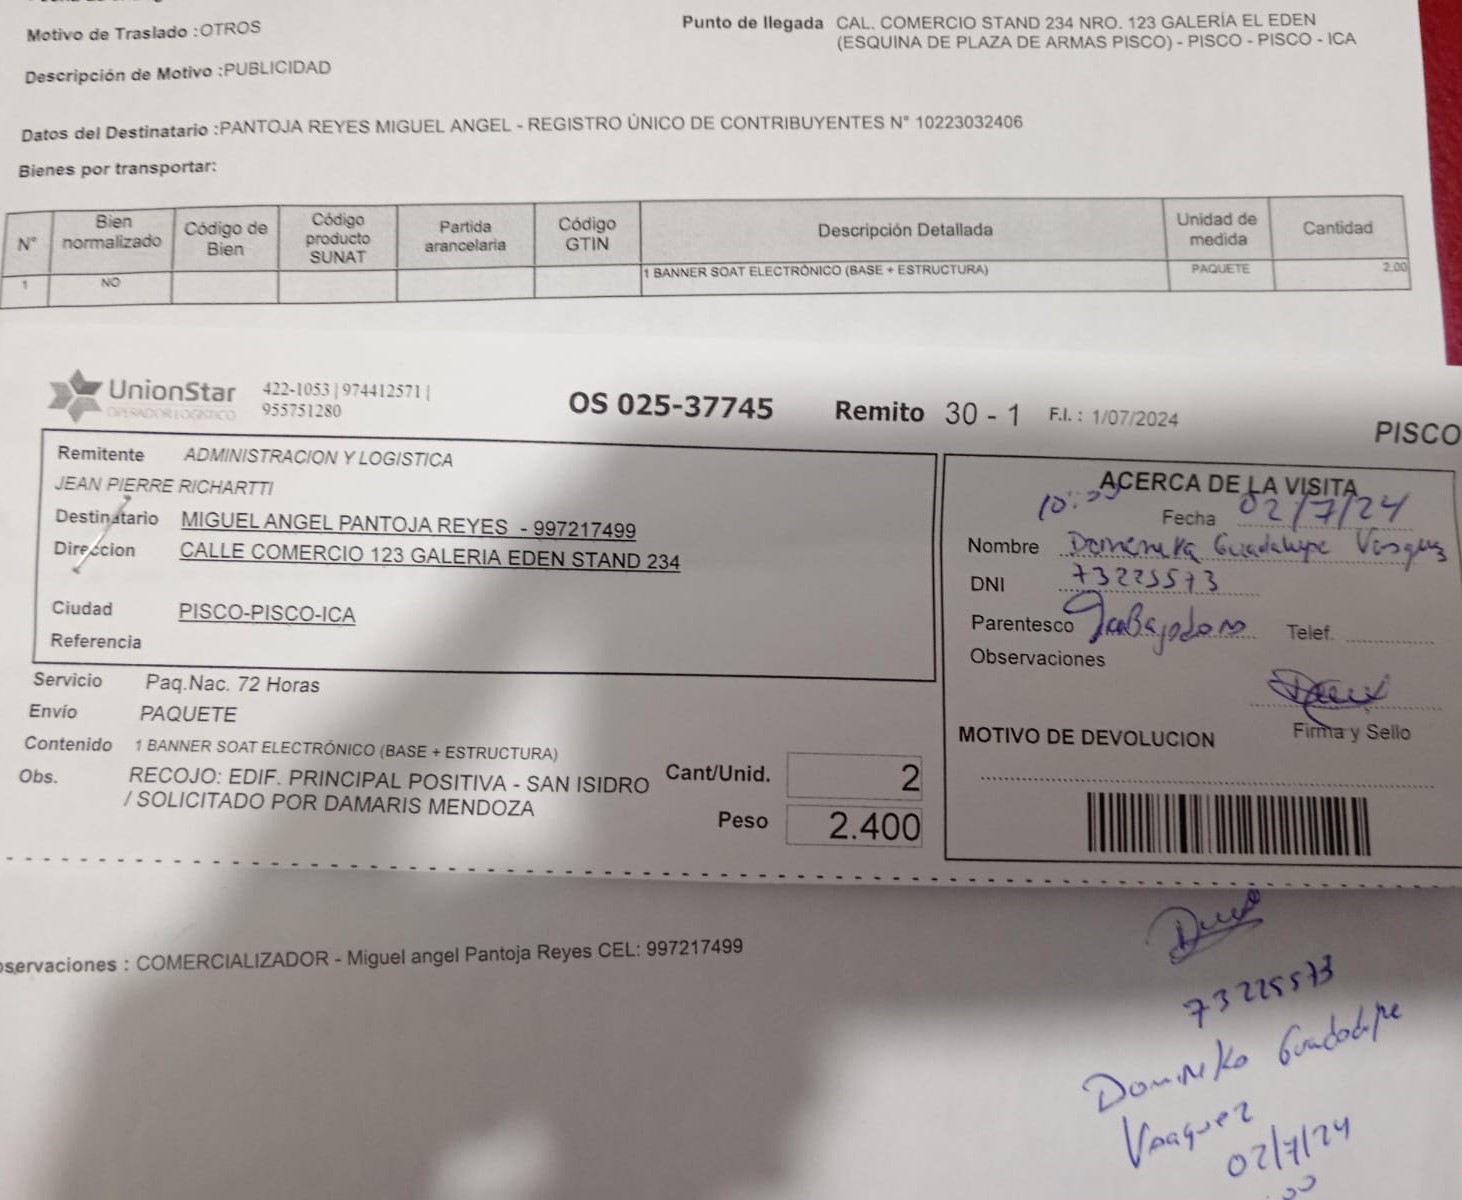 Motivo de Traslado :OTROS
Punto de llegada CAL. COMERCIO STAND 234 NRO. 123 GALERÍA EL EDEN
(ESQUINA DE PLAZA DE ARMAS PISCO) - PISCO - PISCO - ICA
Descripción de Motivo :PUBLICIDAD
Datos del Destinatario :PANTOJA REYES MIGUEL ANGEL - REGISTRO ÚNICO DE CONTRIBUYENTES N° 10223032406
Bienes por transportar:
N° Bien normalizado Código de Bien Código producto SUNAT Partida arancelaria Código GTIN Descripción Detallada Unidad de medida Cantidad
1 NO 1 BANNER SOAT ELECTRÓNICO (BASE + ESTRUCTURA) PAQUETE 2.00
UnionStar 422-1053 | 974412571 |
OPERADOR LOGÍSTICO 955751280
OS 025-37745 Remito 30 - 1 F.I. : 1/07/2024
PISCO
Remitente ADMINISTRACION Y LOGISTICA
JEAN PIERRE RICHARTTI
Destinatario MIGUEL ANGEL PANTOJA REYES - 997217499
Direccion CALLE COMERCIO 123 GALERIA EDEN STAND 234
Ciudad PISCO-PISCO-ICA
Referencia
Servicio Paq.Nac. 72 Horas
Envío PAQUETE
Contenido 1 BANNER SOAT ELECTRÓNICO (BASE + ESTRUCTURA)
Obs. RECOJO: EDIF. PRINCIPAL POSITIVA - SAN ISIDRO
/ SOLICITADO POR DAMARIS MENDOZA
Cant/Unid. 2
Peso 2.400
ACERCA DE LA VISITA
Fecha 02/7/24
Nombre Guadalupe Vasquez
DNI 73225573
Parentesco Trabajadora Telef.
Observaciones
Firma y Sello
MOTIVO DE DEVOLUCION
servaciones : COMERCIALIZADOR - Miguel angel Pantoja Reyes CEL: 997217499
73225573
Guadalupe
Vasquez
02/7/24